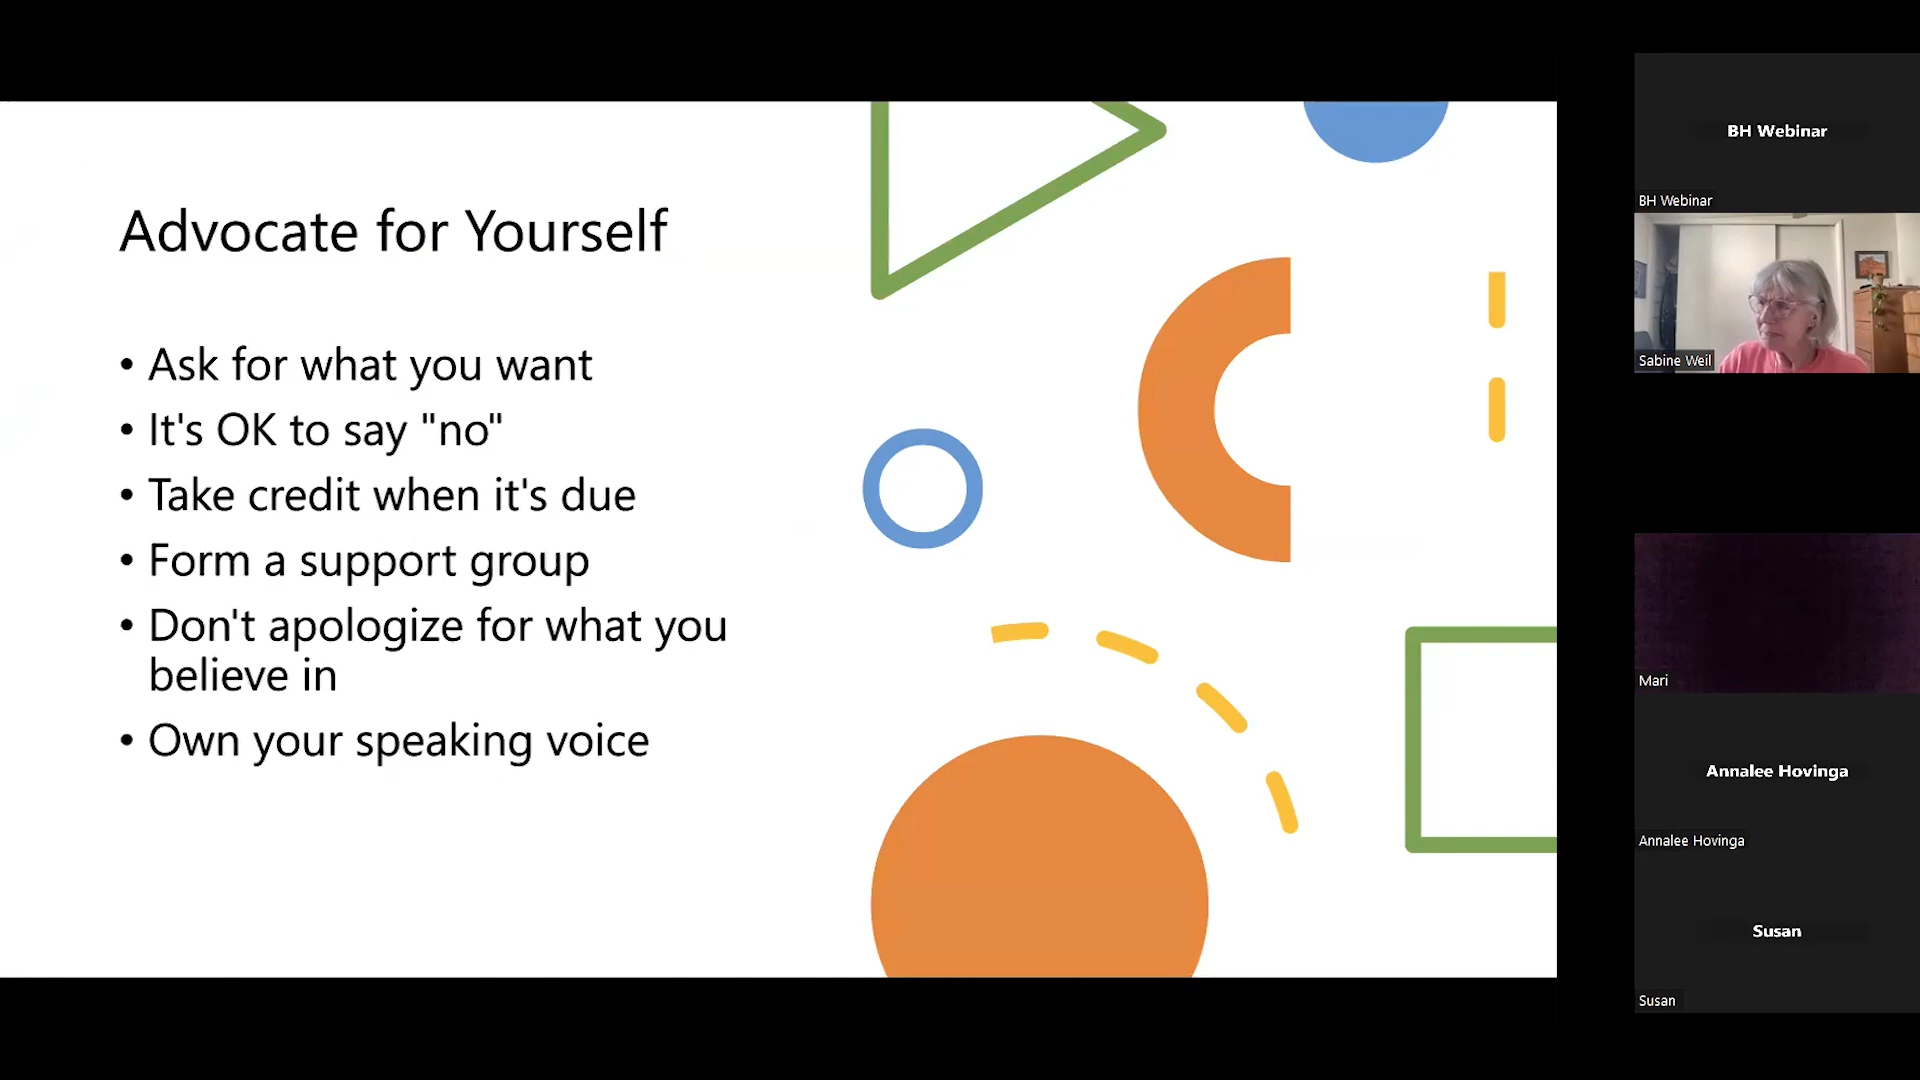 Advocate for Yourself
• Ask for what you want
• It's OK to say "no"
• Take credit when it's due
• Form a support group
• Don't apologize for what you
believe in
• Own your speaking voice
BH Webinar
BH Webinar
Sabine Weil
Mari
Annalee Hovinga
Annalee Hovinga
Susan
Susan